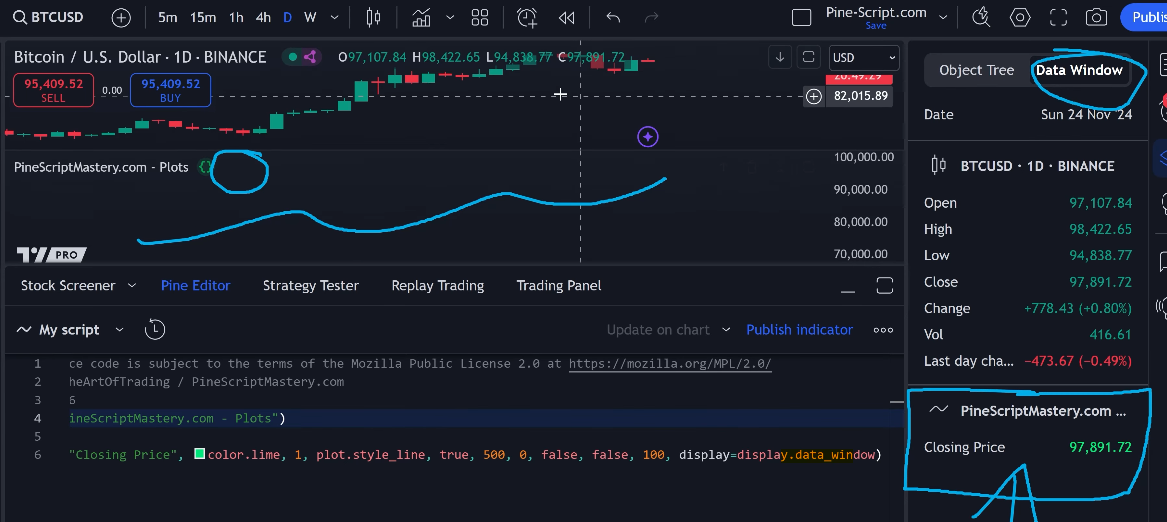 BTCUSD 5m 15m 1h 4h D W Pine-Script.com Save Publis
Bitcoin / U.S. Dollar · 1D · BINANCE O97,107.84 H98,422.65 L94,838.77 C97,891.72 USD
95,409.52 SELL 0.00 95,409.52 BUY
82,015.89
PineScriptMastery.com - Plots {}
100,000.00
90,000.00
80,000.00
70,000.00
TV PRO
Stock Screener Pine Editor Strategy Tester Replay Trading Trading Panel
My script Update on chart Publish indicator
1 ce code is subject to the terms of the Mozilla Public License 2.0 at https://mozilla.org/MPL/2.0/
2 heArtOfTrading / PineScriptMastery.com
3 6
4 ineScriptMastery.com - Plots")
5
6 "Closing Price", color.lime, 1, plot.style_line, true, 500, 0, false, false, 100, display=display.data_window)
Object Tree Data Window
Date Sun 24 Nov '24
BTCUSD · 1D · BINANCE
Open 97,107.84
High 98,422.65
Low 94,838.77
Close 97,891.72
Change +778.43 (+0.80%)
Vol 416.61
Last day cha... −473.67 (−0.49%)
PineScriptMastery.com ...
Closing Price 97,891.72